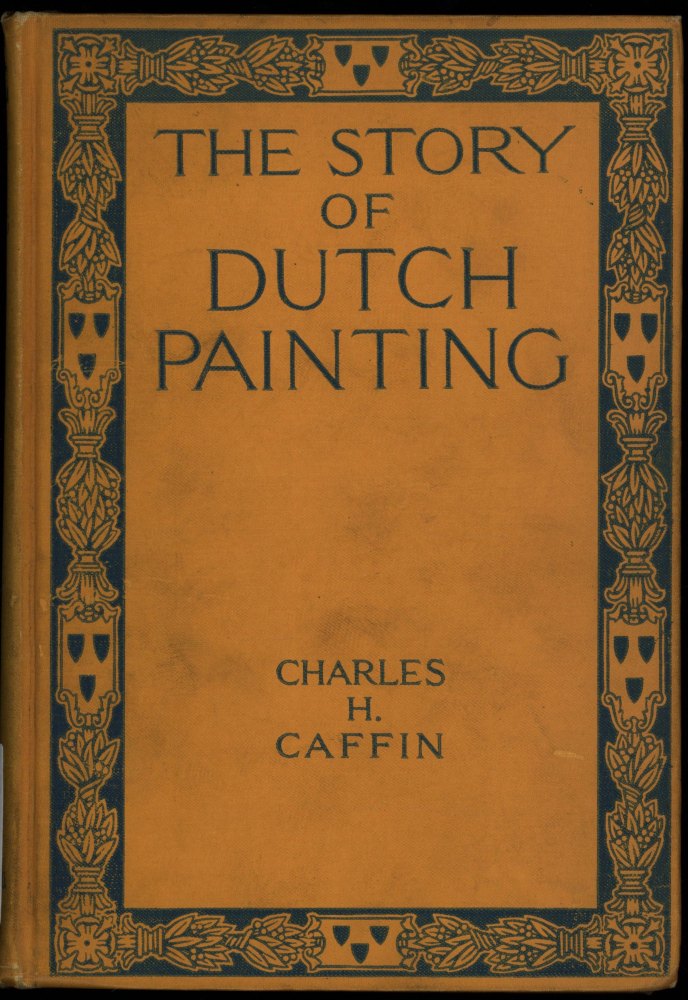 THE STORY
OF
DUTCH
PAINTING
CHARLES
H.
CAFFIN